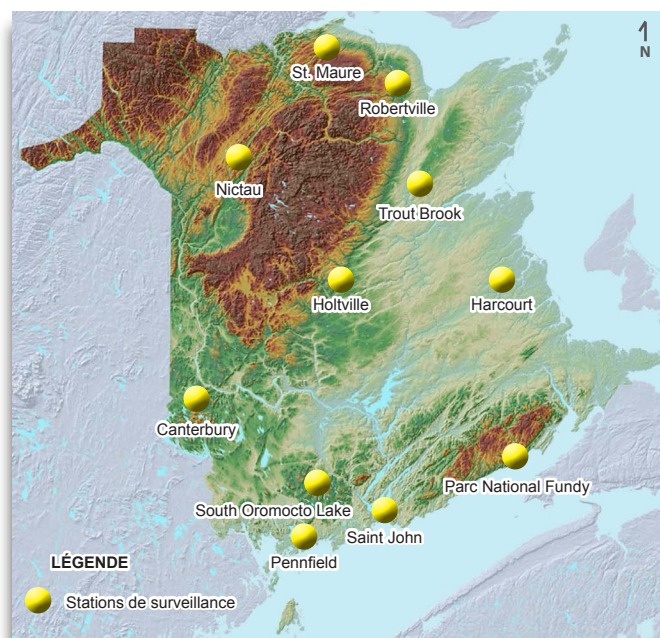 N
St. Maure
Robertville
Nictau
Trout Brook
Holtville
Harcourt
Canterbury
Parc National Fundy
South Oromocto Lake
Saint John
Pennfield
LÉGENDE
Stations de surveillance